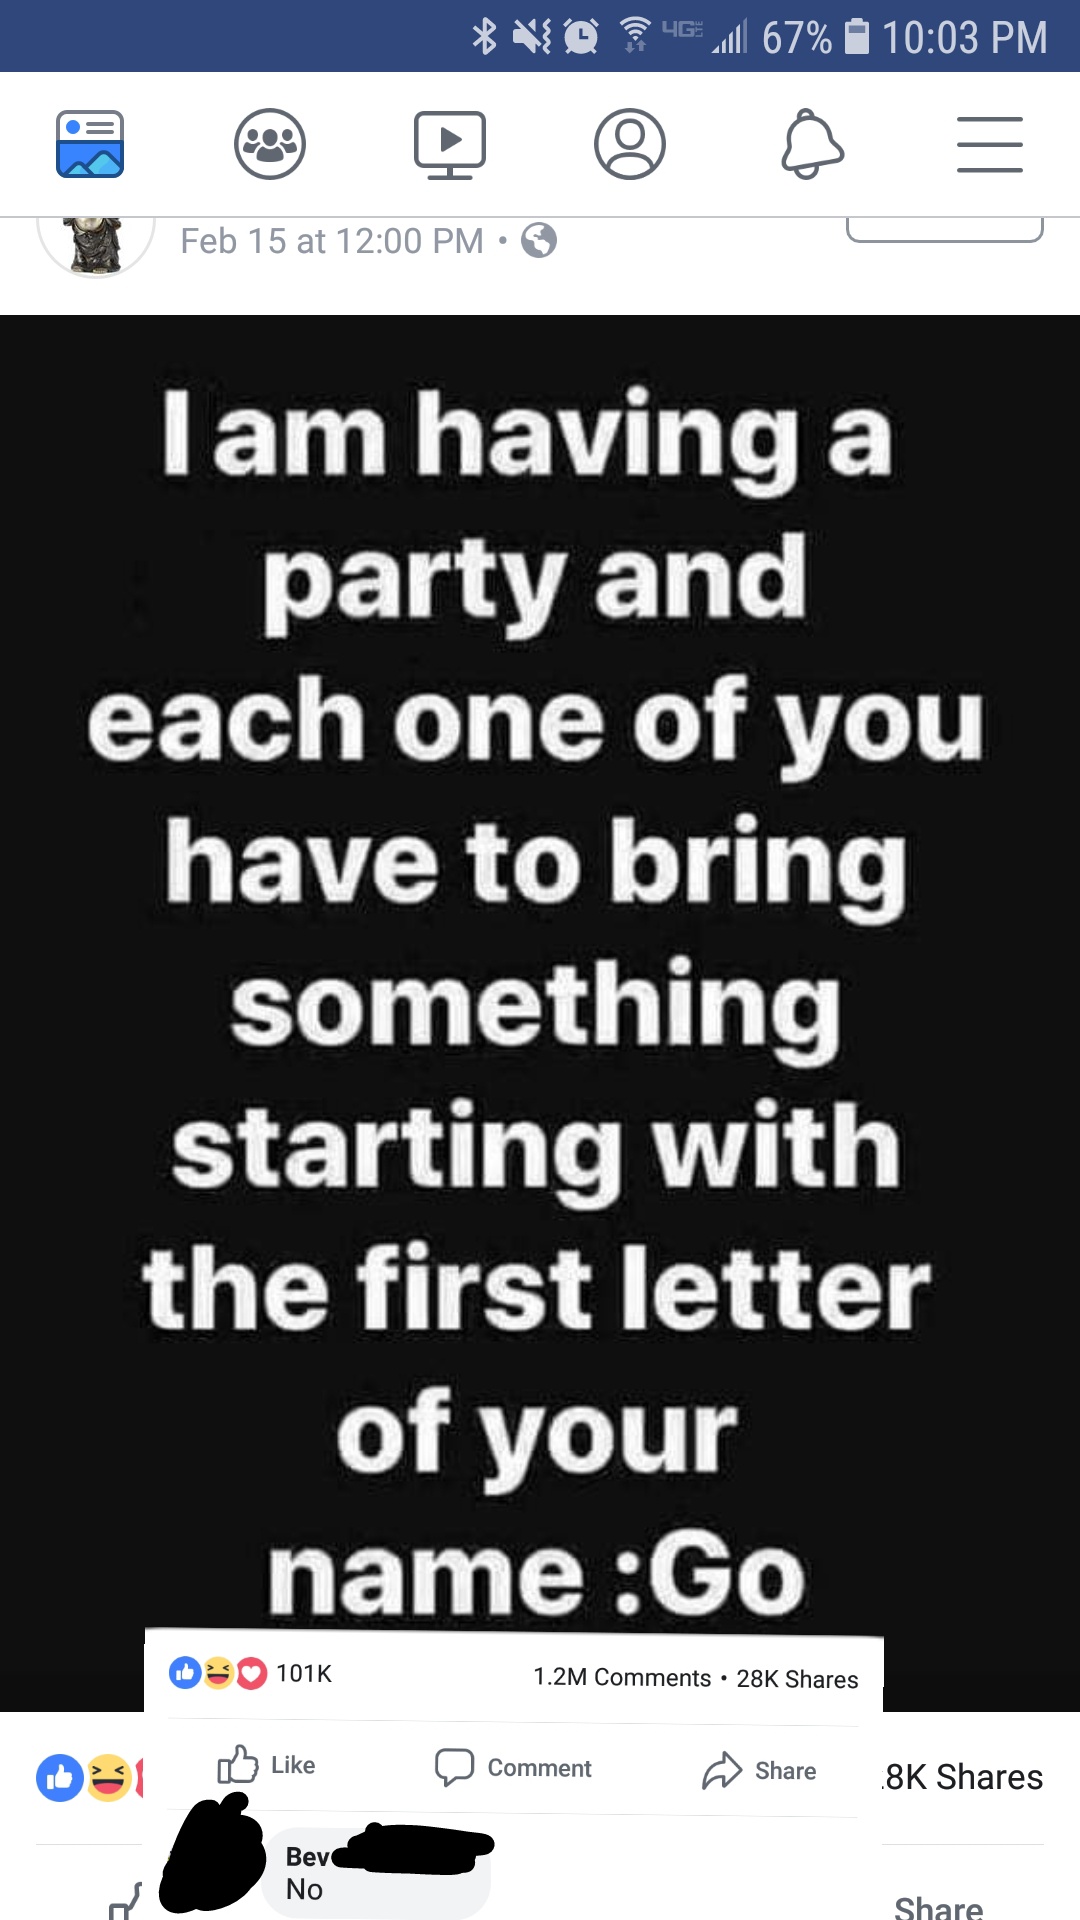 67% 10:03 PM
Feb 15 at 12:00 PM •
I am having a
party and
each one of you
have to bring
something
starting with
the first letter
of your
name :Go
101K 1.2M Comments • 28K Shares
Like Comment Share
.8K Shares
Bev
No
Share